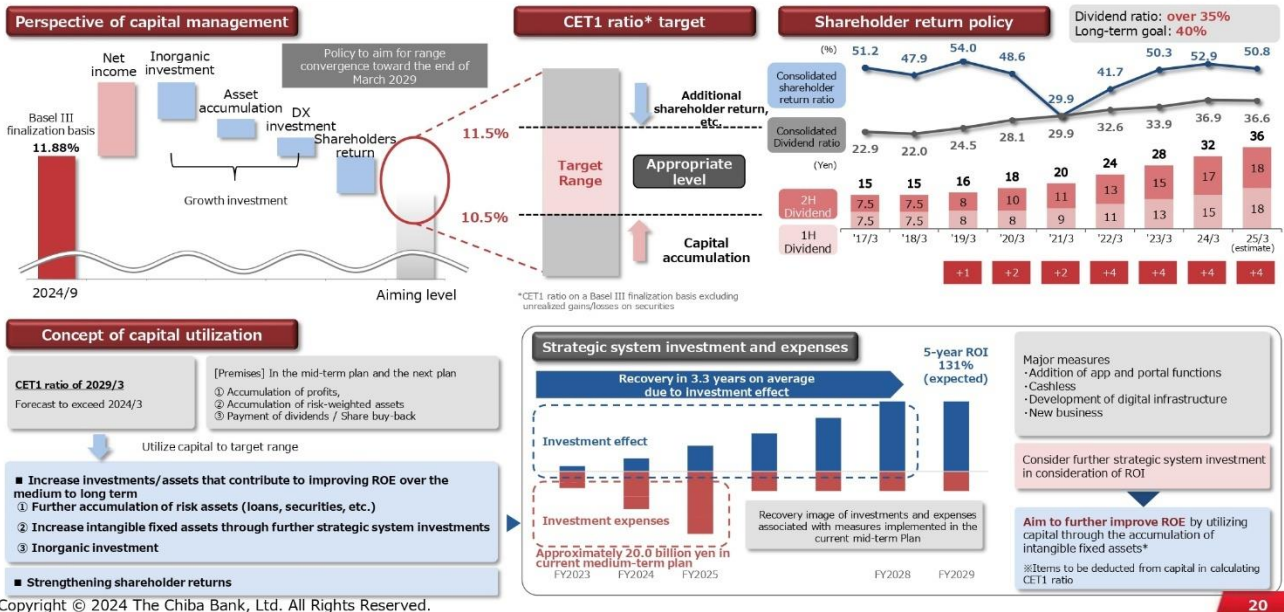 Perspective of capital management
Net
income
Inorganic
investment
Policy to aim for range
convergence toward the end of
March 2029
Asset
accumulation
DX
investment
Shareholders
return
Basel III
finalization basis
11.88%
Growth investment
2024/9
Aiming level
CET1 ratio* target
11.5%
10.5%
Target
Range
Additional
shareholder return,
etc.
Appropriate
level
Capital
accumulation
*CET1 ratio on a Basel III finalization basis excluding
unrealized gains/losses on securities
Shareholder return policy
Dividend ratio: over 35%
Long-term goal: 40%
(%)
51.2 47.9 54.0 48.6 29.9 41.7 50.3 52.9 50.8
Consolidated
shareholder
return ratio
Consolidated
Dividend ratio
22.9 22.0 24.5 28.1 29.9 32.6 33.9 36.9 36.6
(Yen)
15 15 16 18 20 24 28 32 36
2H
Dividend
7.5 7.5 8 10 11 13 15 17 18
1H
Dividend
7.5 7.5 8 8 9 11 13 15 18
'17/3 '18/3 '19/3 '20/3 '21/3 '22/3 '23/3 24/3 25/3
(estimate)
+1 +2 +2 +4 +4 +4 +4
Concept of capital utilization
CET1 ratio of 2029/3
Forecast to exceed 2024/3
[Premises] In the mid-term plan and the next plan
① Accumulation of profits,
② Accumulation of risk-weighted assets
③ Payment of dividends / Share buy-back
Utilize capital to target range
■ Increase investments/assets that contribute to improving ROE over the
medium to long term
① Further accumulation of risk assets (loans, securities, etc.)
② Increase intangible fixed assets through further strategic system investments
③ Inorganic investment
■ Strengthening shareholder returns
Strategic system investment and expenses
5-year ROI
131%
(expected)
Recovery in 3.3 years on average
due to investment effect
Investment effect
Investment expenses
Approximately 20.0 billion yen in
current medium-term plan
Recovery image of investments and expenses
associated with measures implemented in the
current mid-term Plan
FY2023 FY2024 FY2025 FY2028 FY2029
Major measures
・Addition of app and portal functions
・Cashless
・Development of digital infrastructure
・New business
Consider further strategic system investment
in consideration of ROI
Aim to further improve ROE by utilizing
capital through the accumulation of
intangible fixed assets*
※Items to be deducted from capital in calculating
CET1 ratio
Copyright © 2024 The Chiba Bank, Ltd. All Rights Reserved.
20